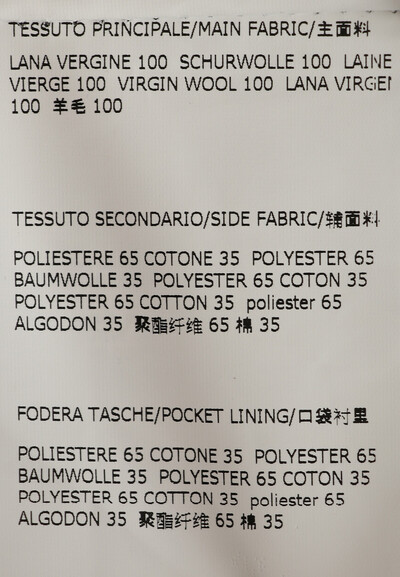 TESSUTO PRINCIPALE/MAIN FABRIC/主面料
LANA VERGINE 100 SCHURWOLLE 100 LAINE
VIERGE 100 VIRGIN WOOL 100 LANA VIRGEN
100 羊毛 100
TESSUTO SECONDARIO/SIDE FABRIC/辅面料
POLIESTERE 65 COTONE 35 POLYESTER 65
BAUMWOLLE 35 POLYESTER 65 COTON 35
POLYESTER 65 COTTON 35 poliester 65
ALGODON 35 聚酯纤维 65 棉 35
FODERA TASCHE/POCKET LINING/口袋衬里
POLIESTERE 65 COTONE 35 POLYESTER 65
BAUMWOLLE 35 POLYESTER 65 COTON 35
POLYESTER 65 COTTON 35 poliester 65
ALGODON 35 聚酯纤维 65 棉 35